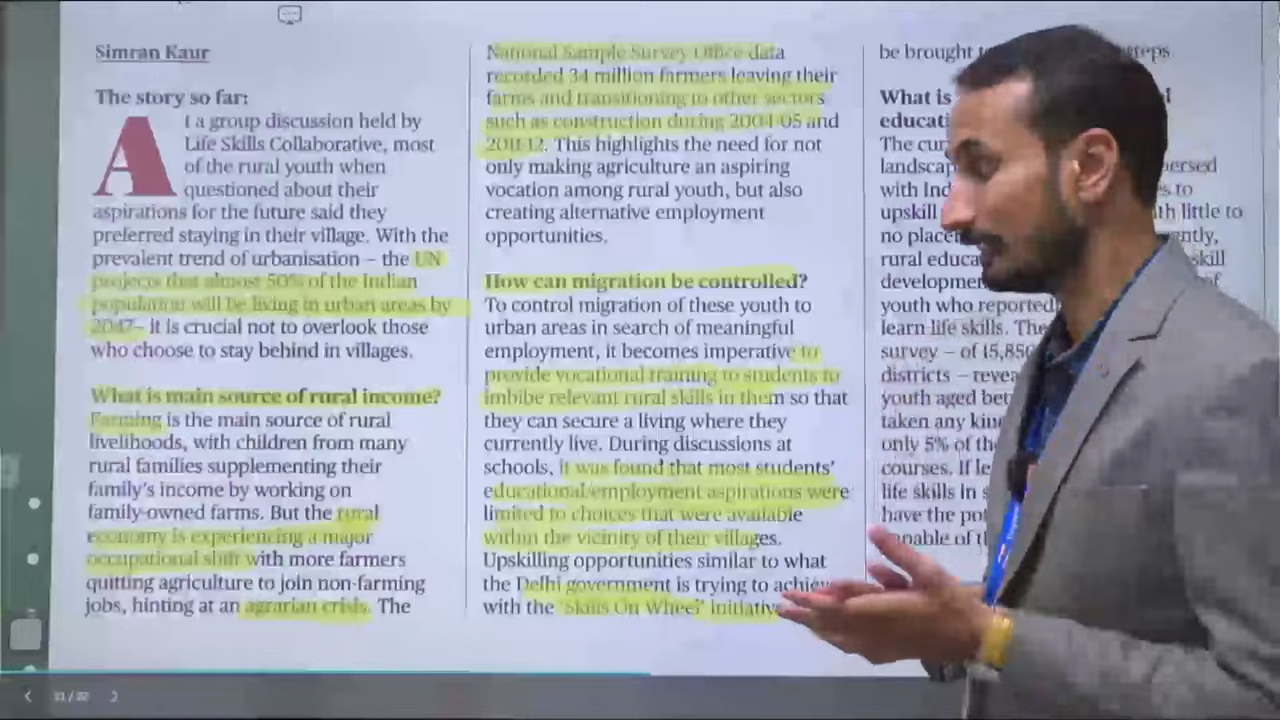 Simran Kaur
The story so far:
At a group discussion held by
Life Skills Collaborative, most
of the rural youth when
questioned about their
aspirations for the future said they
preferred staying in their village. With the
prevalent trend of urbanisation – the UN
projects that almost 50% of the Indian
population will be living in urban areas by
2047– it is crucial not to overlook those
who choose to stay behind in villages.
What is main source of rural income?
Farming is the main source of rural
livelihoods, with children from many
rural families supplementing their
family's income by working on
family-owned farms. But the rural
economy is experiencing a major
occupational shift with more farmers
quitting agriculture to join non-farming
jobs, hinting at an agrarian crisis. The
National Sample Survey Office data
recorded 34 million farmers leaving their
farms and transitioning to other sectors
such as construction during 2004-05 and
2011-12. This highlights the need for not
only making agriculture an aspiring
vocation among rural youth, but also
creating alternative employment
opportunities.
How can migration be controlled?
To control migration of these youth to
urban areas in search of meaningful
employment, it becomes imperative to
provide vocational training to students to
imbibe relevant rural skills in them so that
they can secure a living where they
currently live. During discussions at
schools, it was found that most students'
educational/employment aspirations were
limited to choices that were available
within the vicinity of their villages.
Upskilling opportunities similar to what
the Delhi government is trying to achieve
with the 'Skills On Wheel' initiative
be brought steps
What is
educati
The cur
landscap persed
with Ind es to
upskill th little to
no place ently,
rural educa skill
developmen of
youth who reported
learn life skills. The
survey – of 15,85
districts – revea
youth aged bet
taken any kin
only 5% of th
courses. If le
life skills in s
have the pot
capable of t
31 / 22